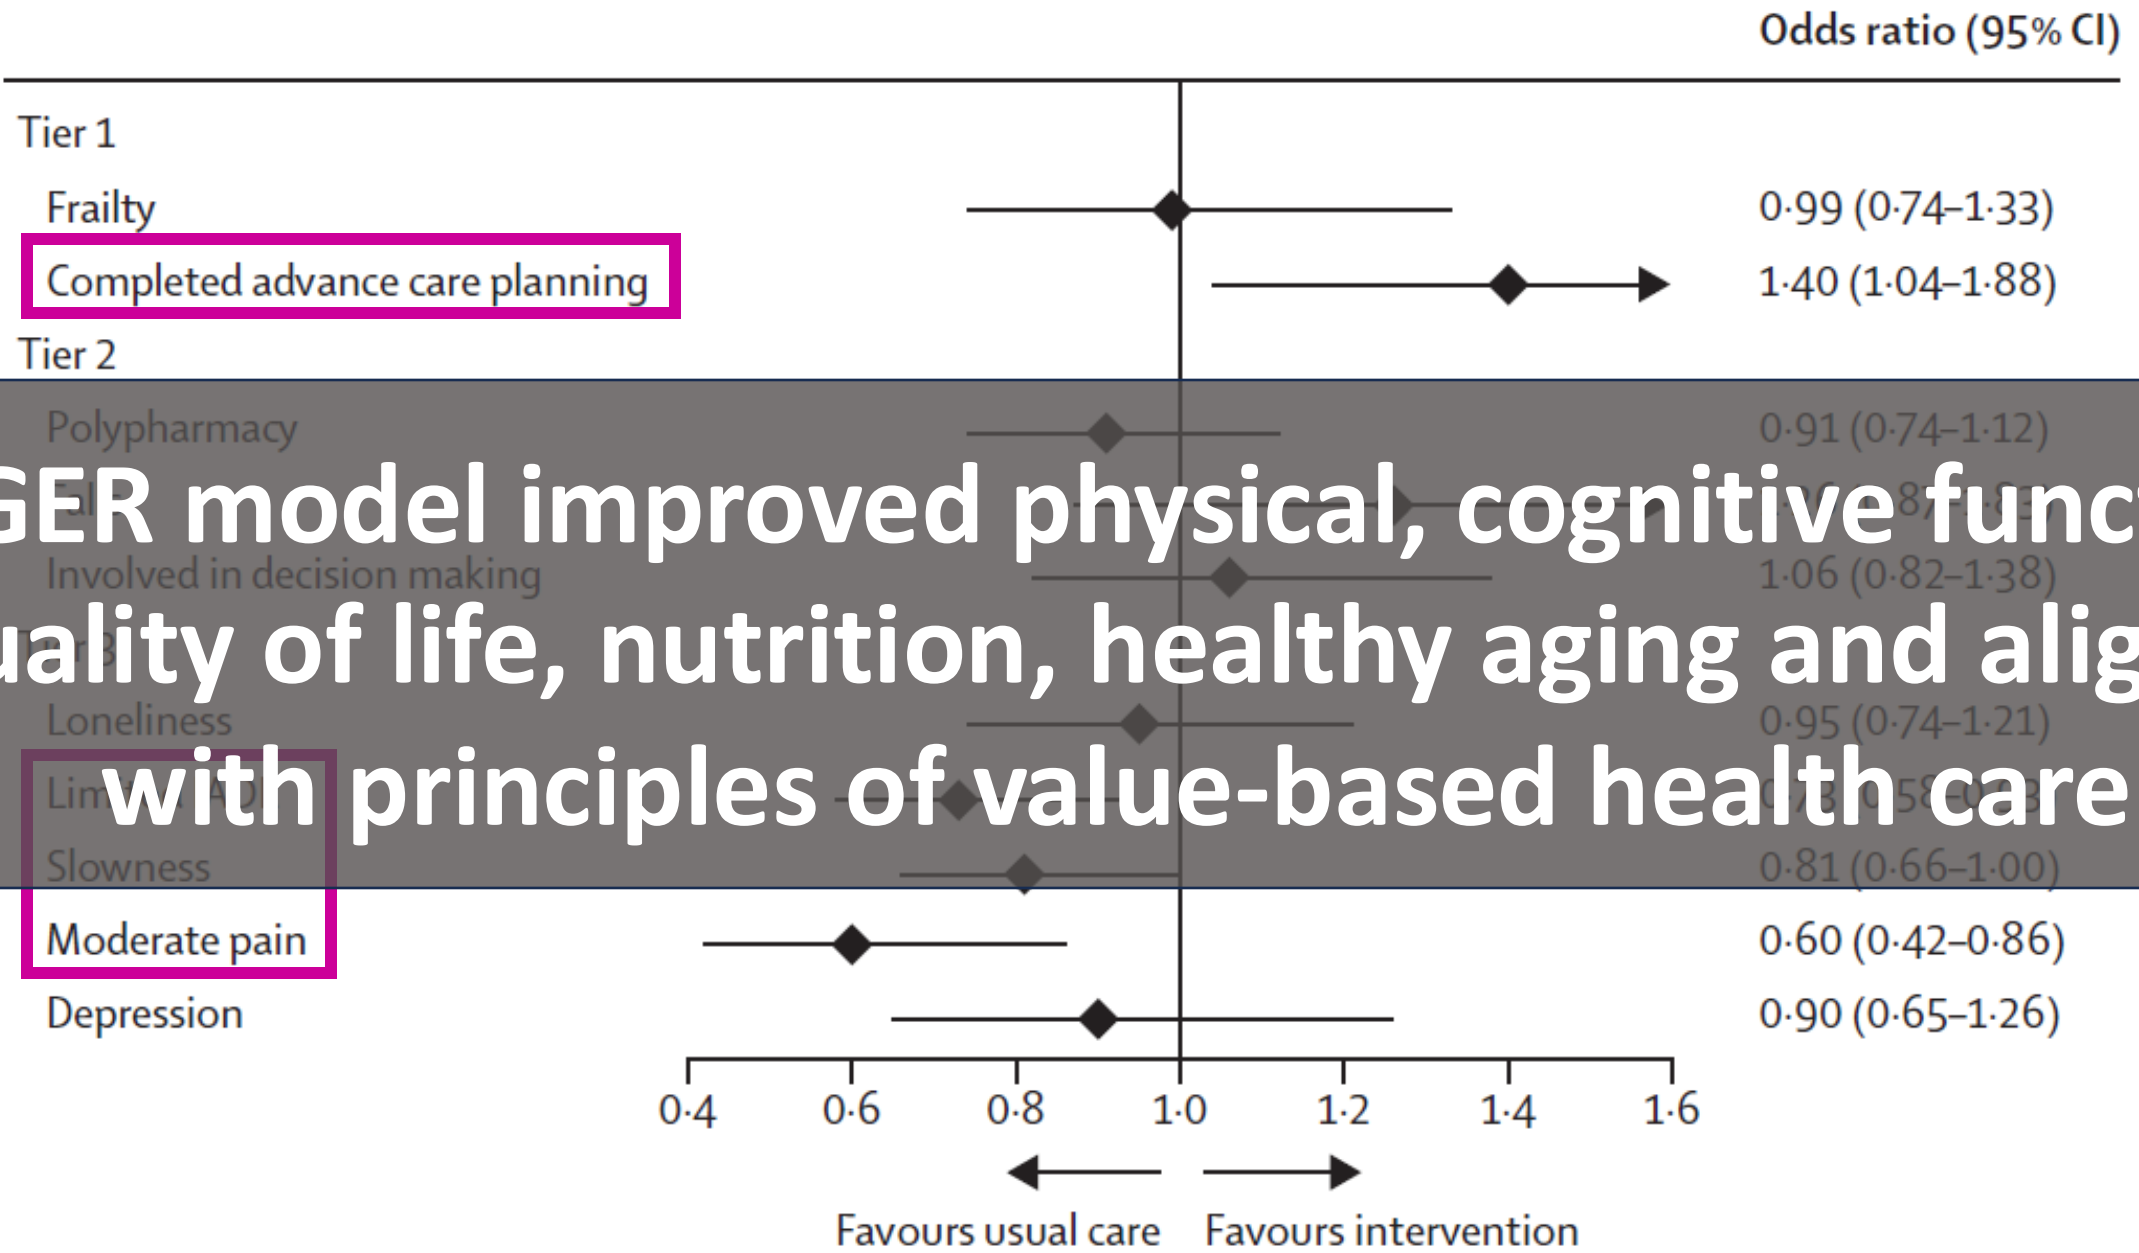 Odds ratio (95% CI)
Tier 1
Frailty 0·99 (0·74–1·33)
Completed advance care planning 1·40 (1·04–1·88)
Tier 2
Polypharmacy 0·91 (0·74–1·12)
GER model improved physical, cognitive func
Involved in decision making 1·06 (0·82–1·38)
uality of life, nutrition, healthy aging and alig
Loneliness 0·95 (0·74–1·21)
with principles of value-based health care
Slowness 0·81 (0·66–1·00)
Moderate pain 0·60 (0·42–0·86)
Depression 0·90 (0·65–1·26)
0·4 0·6 0·8 1·0 1·2 1·4 1·6
Favours usual care Favours intervention